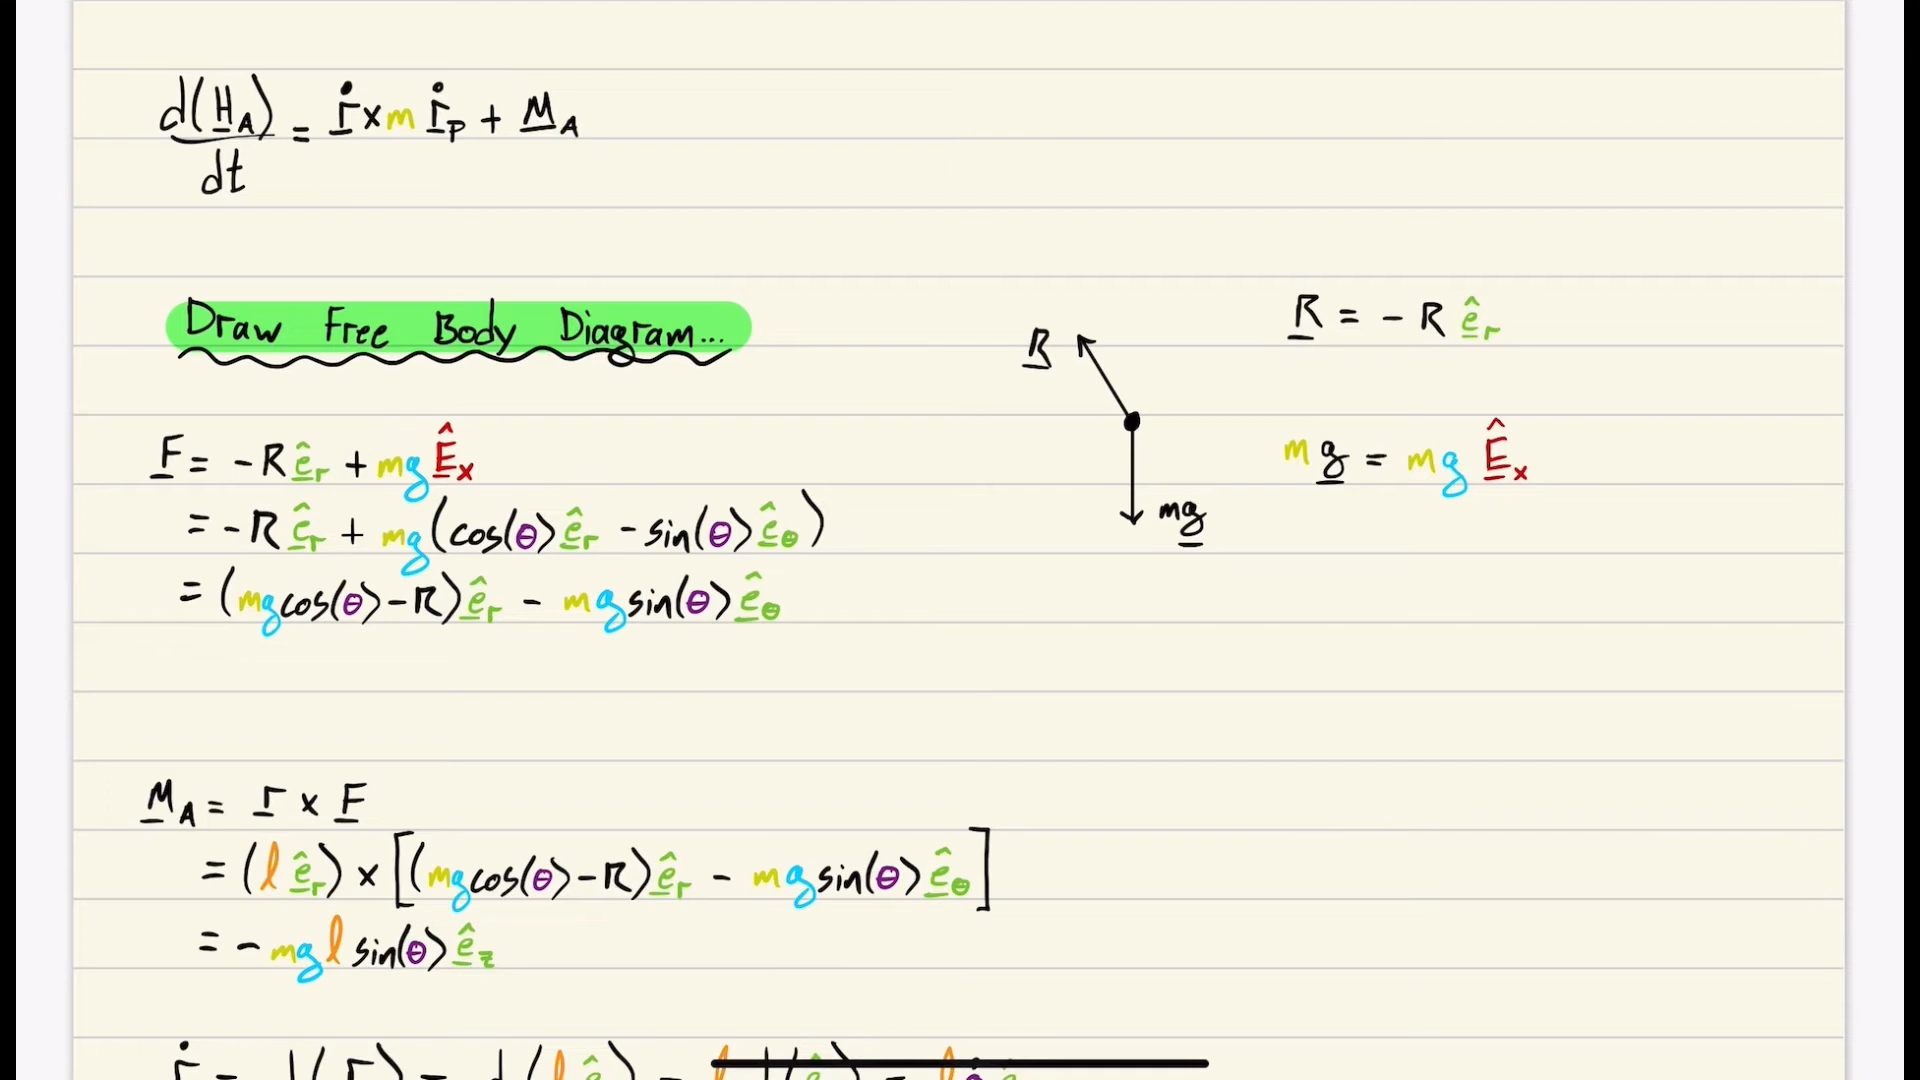 d(H_A)/dt = ṙ × m ṙ_P + M_A
Draw Free Body Diagram...
R
mg
R = - R ê_r
mg = mg Ê_x
F = -R ê_r + mg Ê_x
= -R ê_r + mg (cos(θ) ê_r - sin(θ) ê_θ)
= (mg cos(θ) - R) ê_r - mg sin(θ) ê_θ
M_A = r × F
= (l ê_r) × [(mg cos(θ) - R) ê_r - mg sin(θ) ê_θ]
= - mg l sin(θ) ê_z